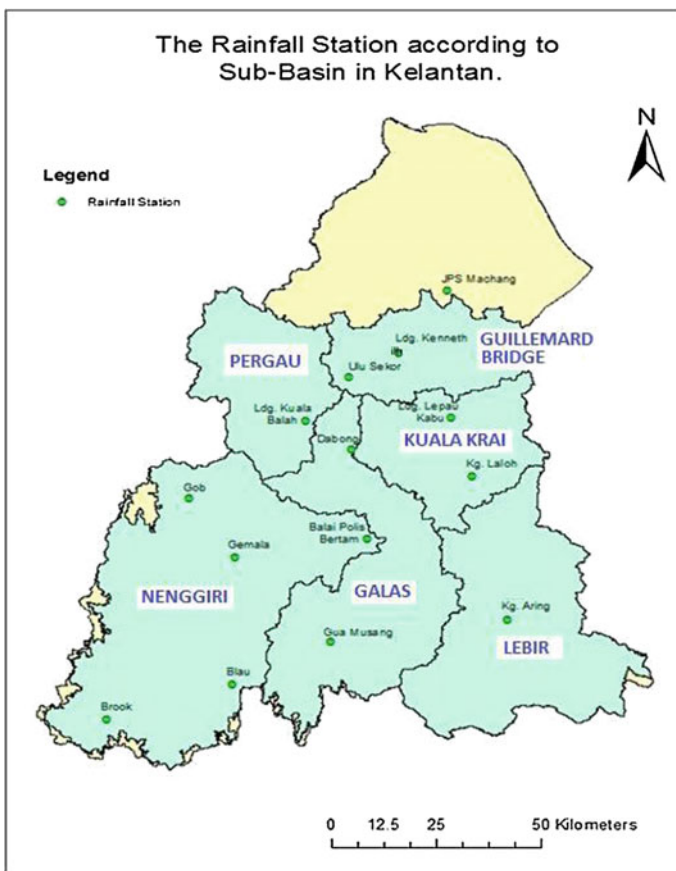 The Rainfall Station according to
Sub-Basin in Kelantan.
N
Legend
Rainfall Station
JPS Machang
Ldg. Kenneth
GUILLEMARD
BRIDGE
PERGAU
Ulu Sekor
Ldg. Kuala
Balah
Ldg. Lepau
Kabu
KUALA KRAI
Dabong
Kg. Laloh
Gob
Balai Polis
Bertam
Gemala
NENGGIRI
GALAS
Kg. Aring
Gua Musang
LEBIR
Blau
Brook
0 12.5 25 50 Kilometers